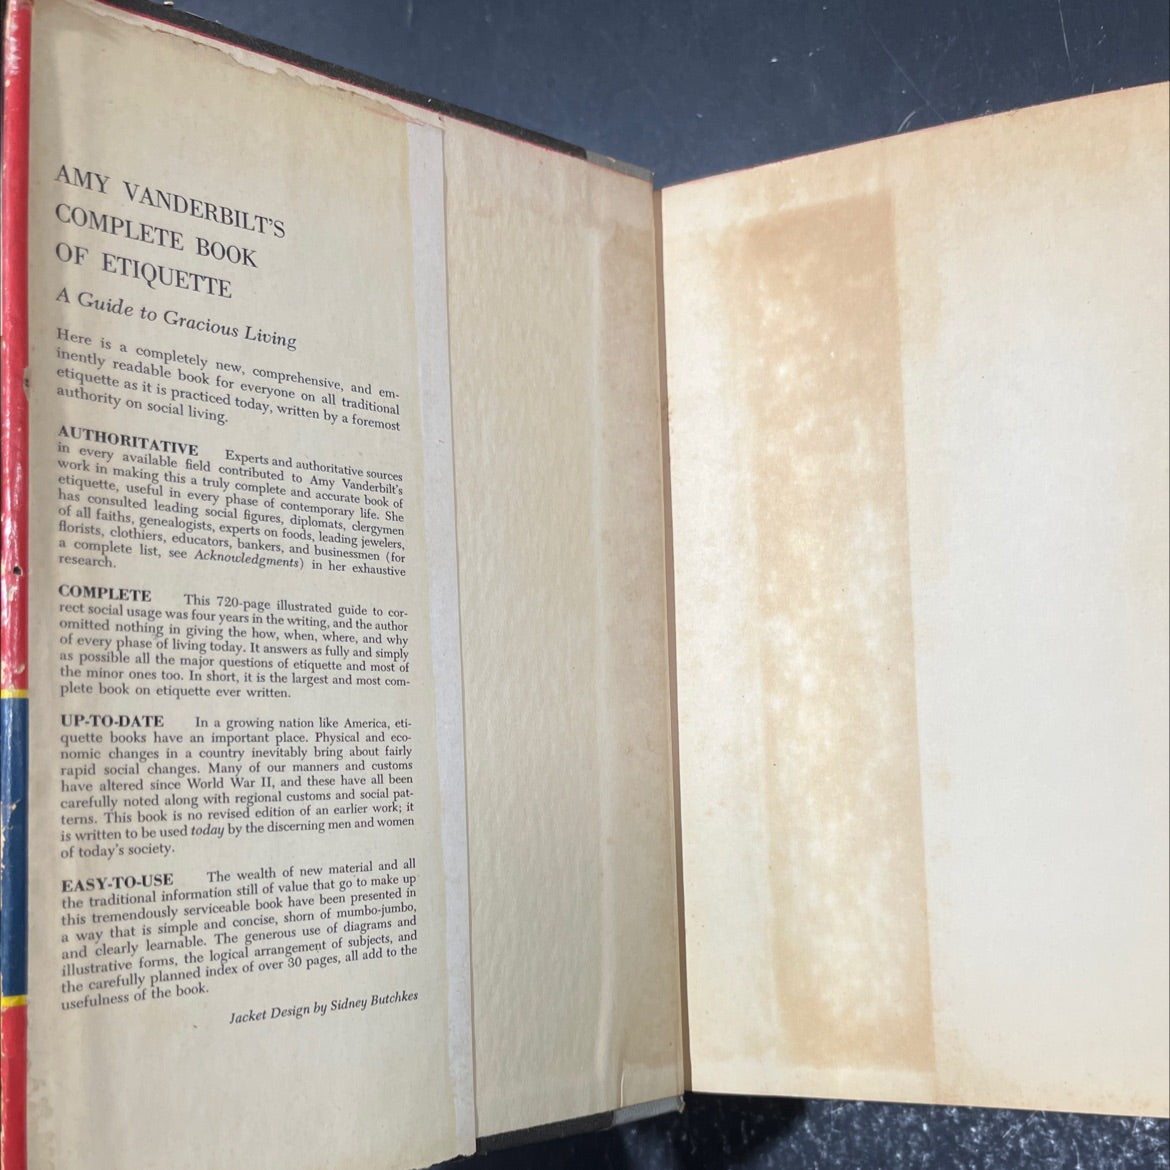 AMY VANDERBILT'S
COMPLETE BOOK
OF ETIQUETTE
A Guide to Gracious Living
Here is a completely new, comprehensive, and em-
inently readable book for everyone on all traditional
etiquette as it is practiced today, written by a foremost
authority on social living.
AUTHORITATIVE Experts and authoritative sources
in every available field contributed to Amy Vanderbilt's
work in making this a truly complete and accurate book of
etiquette, useful in every phase of contemporary life. She
has consulted leading social figures, diplomats, clergymen
of all faiths, genealogists, experts on foods, leading jewelers,
florists, clothiers, educators, bankers, and businessmen (for
a complete list, see Acknowledgments) in her exhaustive
research.
COMPLETE This 720-page illustrated guide to cor-
rect social usage was four years in the writing, and the author
omitted nothing in giving the how, when, where, and why
of every phase of living today. It answers as fully and simply
as possible all the major questions of etiquette and most of
the minor ones too. In short, it is the largest and most com-
plete book on etiquette ever written.
UP-TO-DATE In a growing nation like America, eti-
quette books have an important place. Physical and eco-
nomic changes in a country inevitably bring about fairly
rapid social changes. Many of our manners and customs
have altered since World War II, and these have all been
carefully noted along with regional customs and social pat-
terns. This book is no revised edition of an earlier work; it
is written to be used today by the discerning men and women
of today's society.
EASY-TO-USE The wealth of new material and all
the traditional information still of value that go to make up
this tremendously serviceable book have been presented in
a way that is simple and concise, shorn of mumbo-jumbo,
and clearly learnable. The generous use of diagrams and
illustrative forms, the logical arrangement of subjects, and
the carefully planned index of over 30 pages, all add to the
usefulness of the book.
Jacket Design by Sidney Butchkes